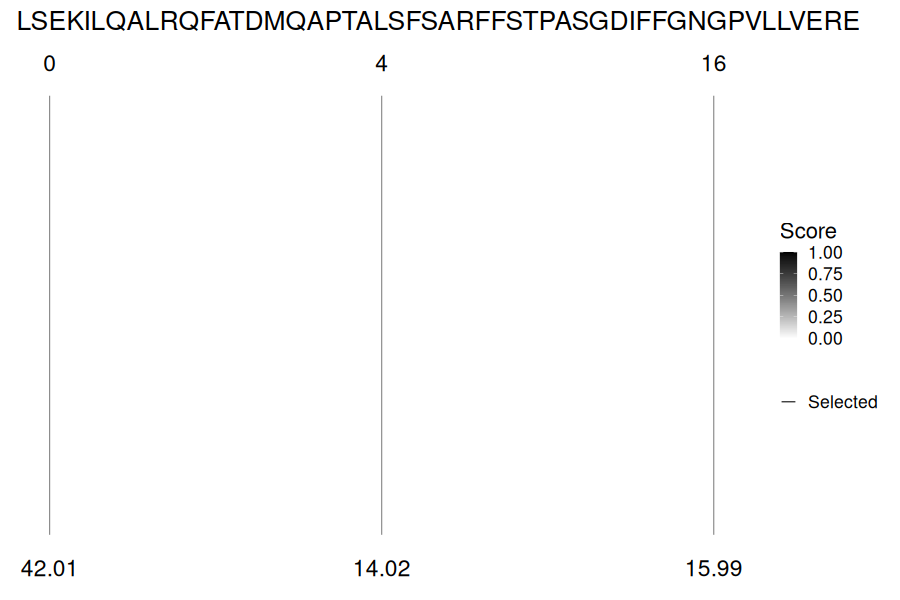 LSEKILQALRQFATDMQAPTALSFSARFFSTPASGDIFFGNGPVLLVERE
0 4 16
Score
1.00
0.75
0.50
0.25
0.00
Selected
42.01 14.02 15.99